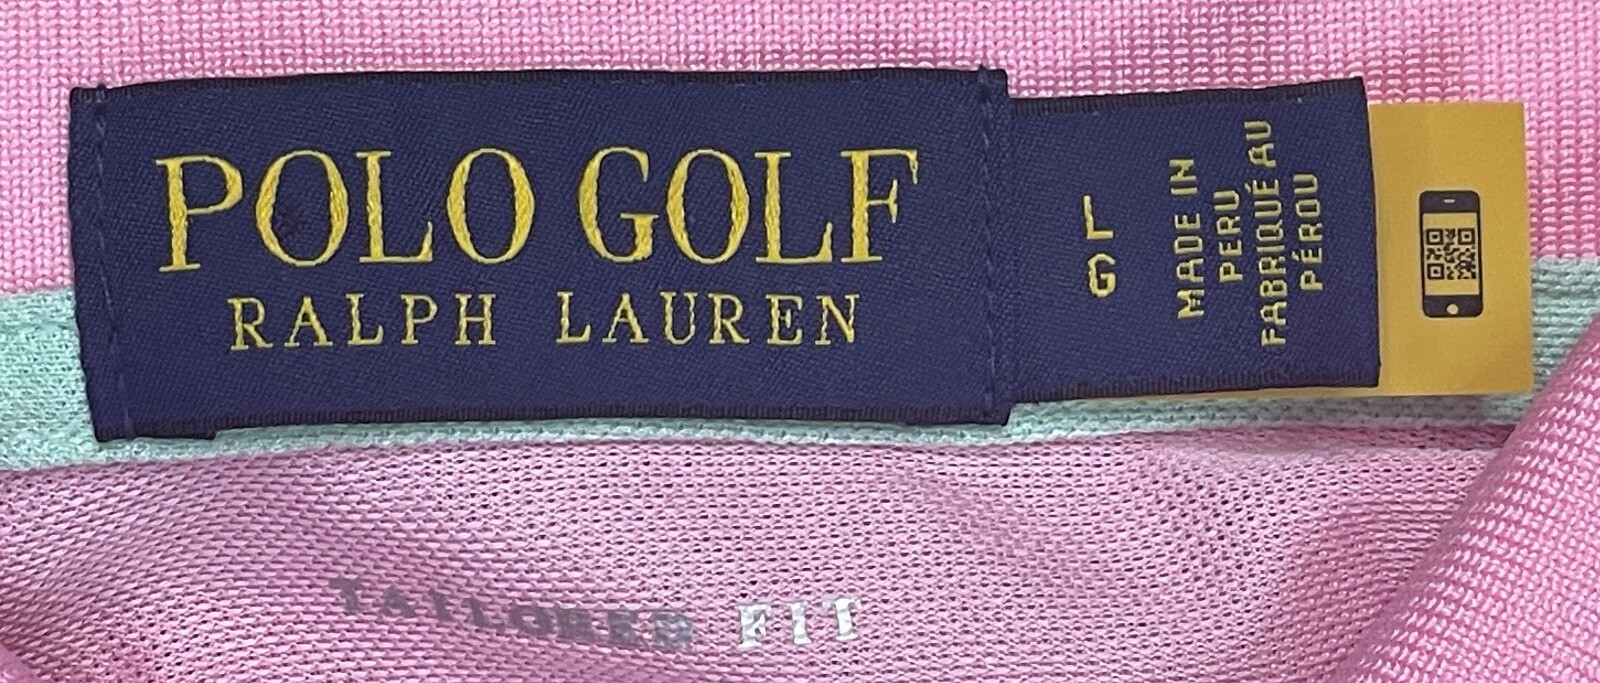 POLO GOLF
RALPH LAUREN
L
G
MADE IN
PERU
FABRIQUÉ AU
PÉROU
TAILORED FIT